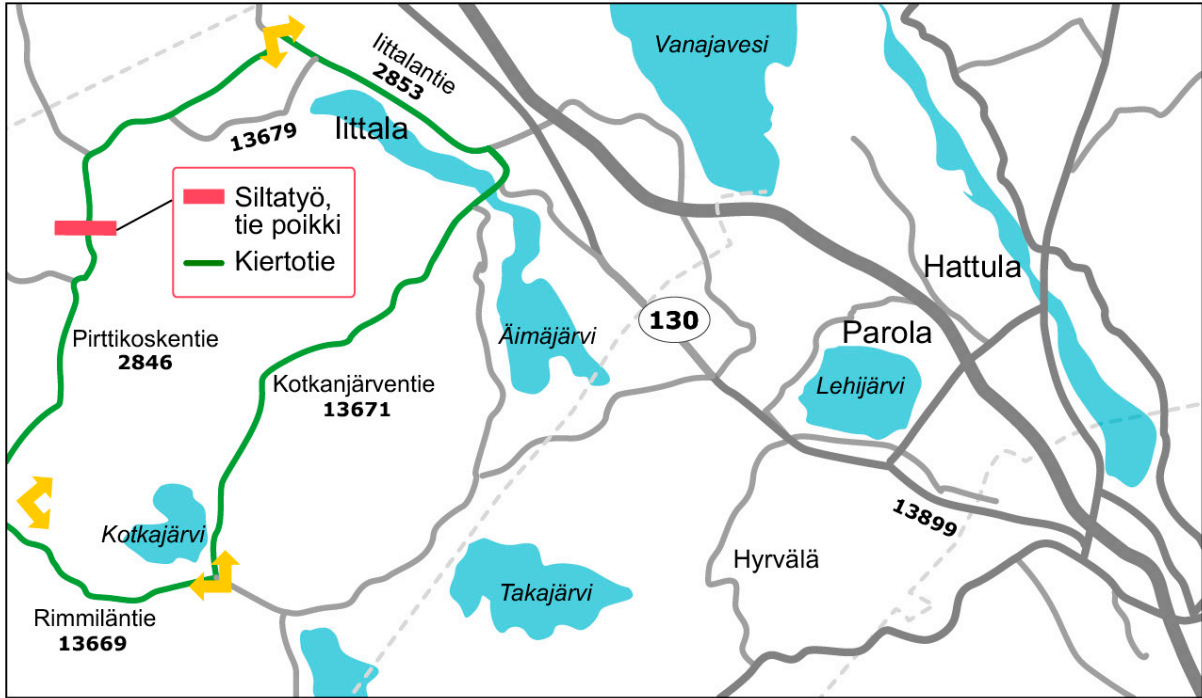 Iittalantie
2853
Vanajavesi
13679
Iittala
Siltatyö,
tie poikki
Kiertotie
Hattula
Pirttikoskentie
2846
Äimäjärvi
130
Parola
Lehijärvi
Kotkanjärventie
13671
Kotkajärvi
13899
Hyrvälä
Takajärvi
Rimmiläntie
13669